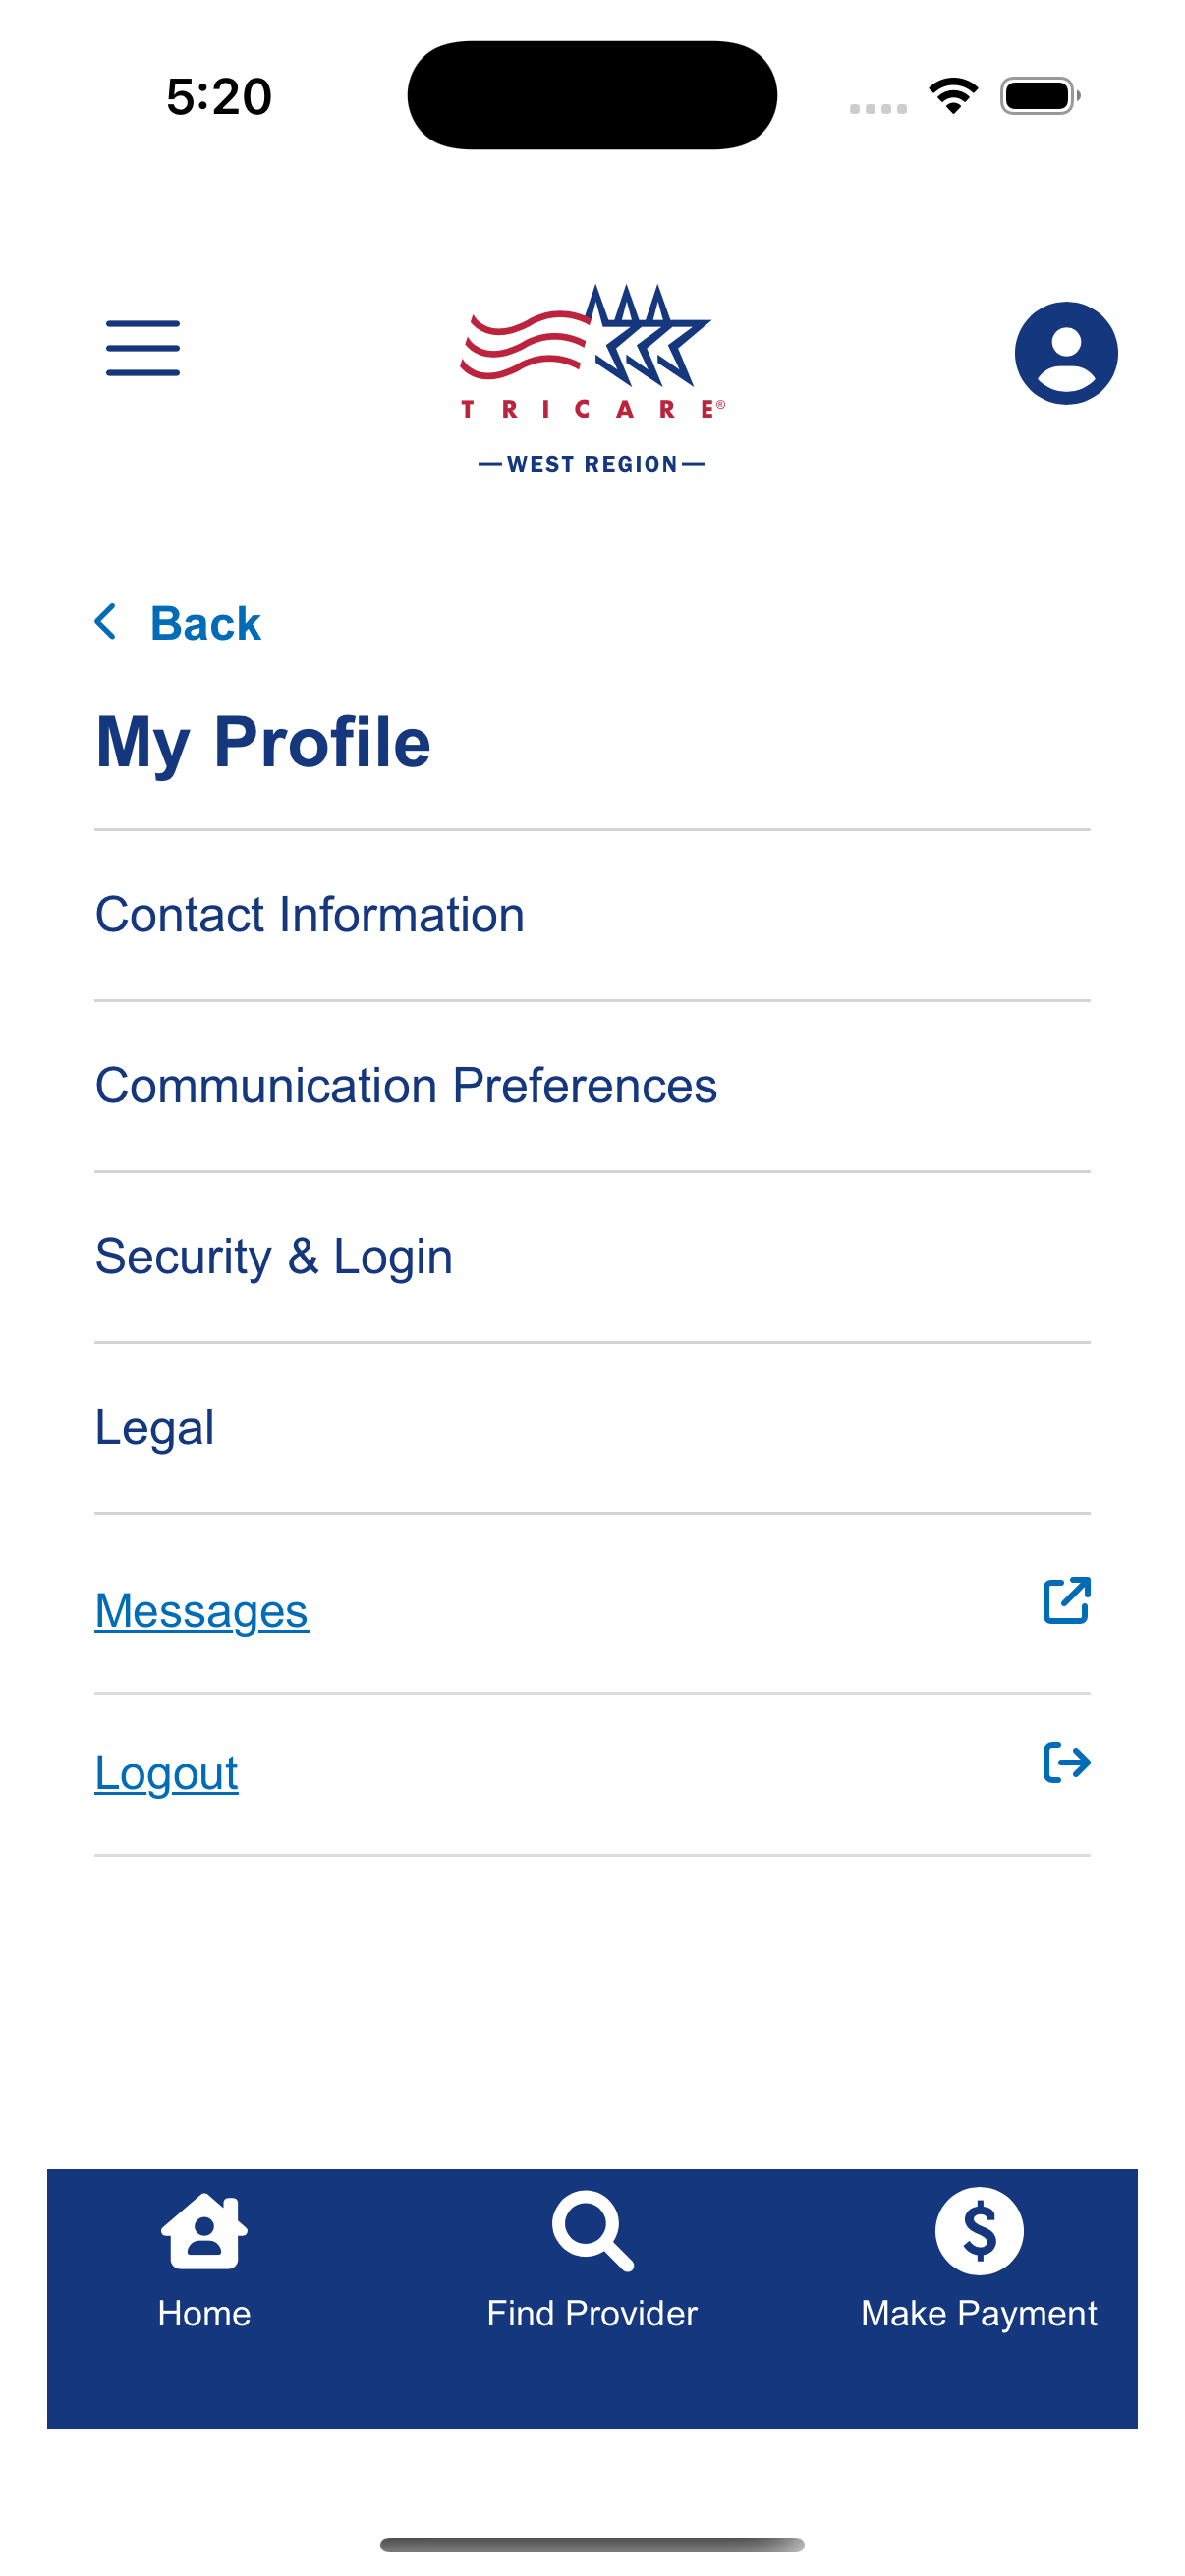 5:20
TRICARE®
WEST REGION
Back
My Profile
Contact Information
Communication Preferences
Security & Login
Legal
Messages
Logout
Home
Find Provider
Make Payment